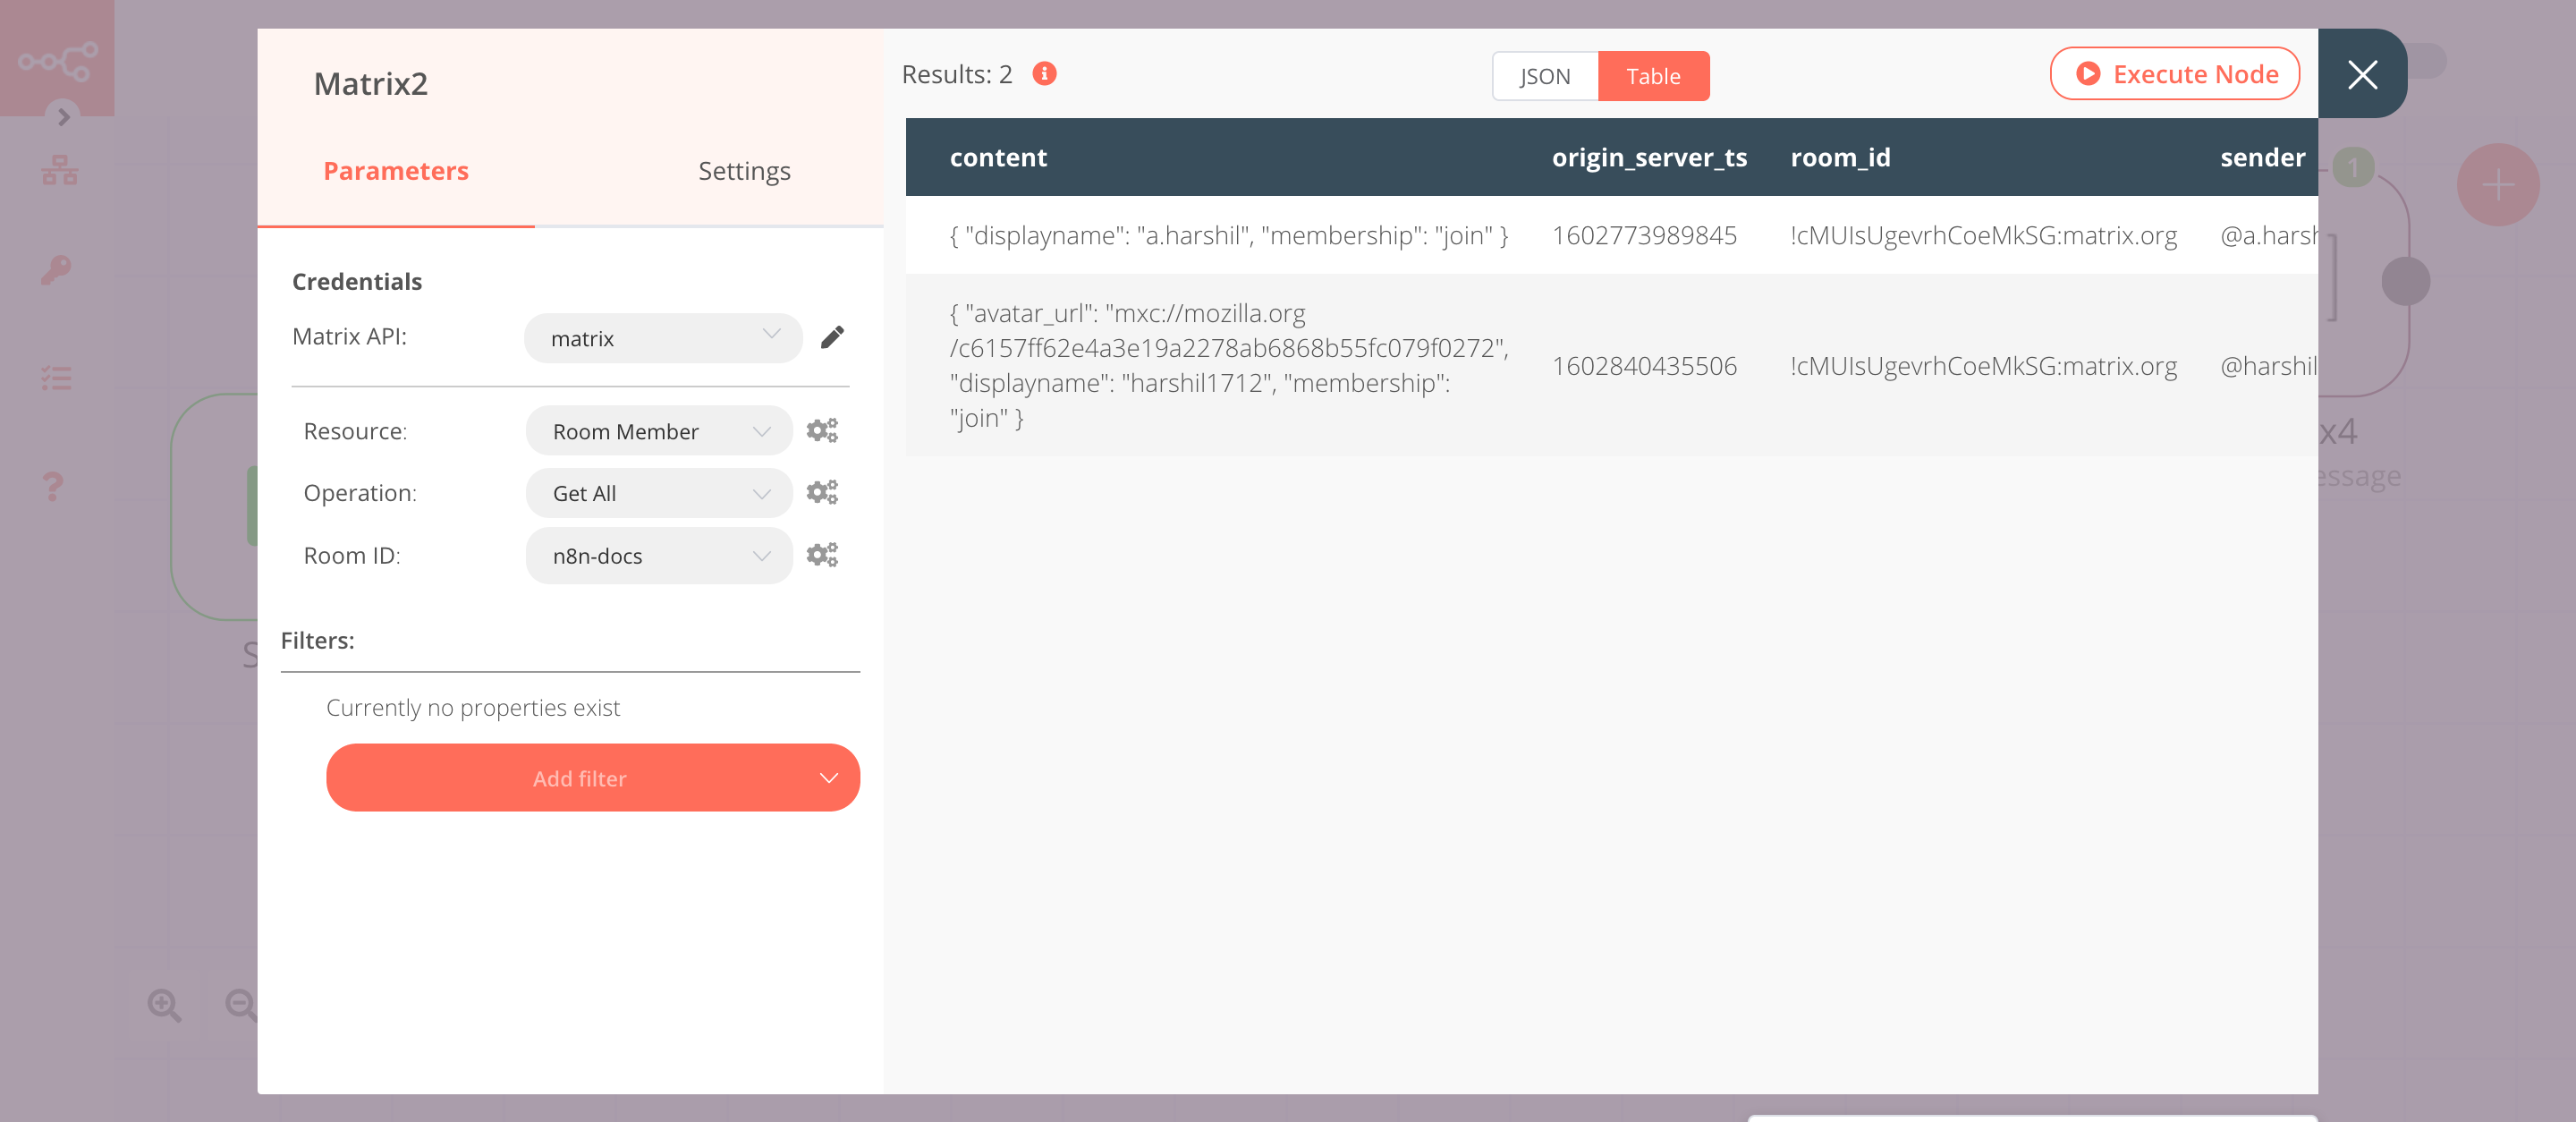 Matrix2
Parameters
Settings
Credentials
Matrix API:
matrix
Resource:
Room Member
Operation:
Get All
Room ID:
n8n-docs
Filters:
Currently no properties exist
Add filter
Results: 2
JSON
Table
Execute Node
content origin_server_ts room_id sender
{ "displayname": "a.harshil", "membership": "join" } 1602773989845 !cMUIsUgevrhCoeMkSG:matrix.org @a.harsh
{ "avatar_url": "mxc://mozilla.org
/c6157ff62e4a3e19a2278ab6868b55fc079f0272",
"displayname": "harshil1712", "membership":
"join" }
1602840435506 !cMUIsUgevrhCoeMkSG:matrix.org @harshil
1
x4
essage
S